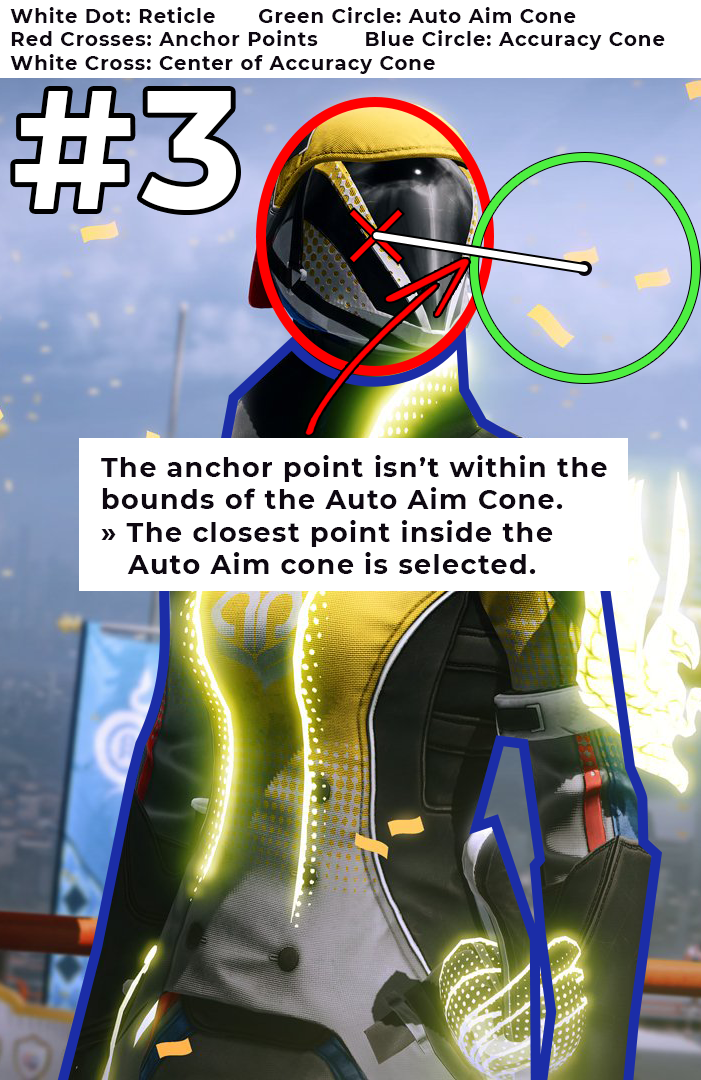 White Dot: Reticle Green Circle: Auto Aim Cone
Red Crosses: Anchor Points Blue Circle: Accuracy Cone
White Cross: Center of Accuracy Cone
#3
The anchor point isn’t within the
bounds of the Auto Aim Cone.
» The closest point inside the
Auto Aim cone is selected.